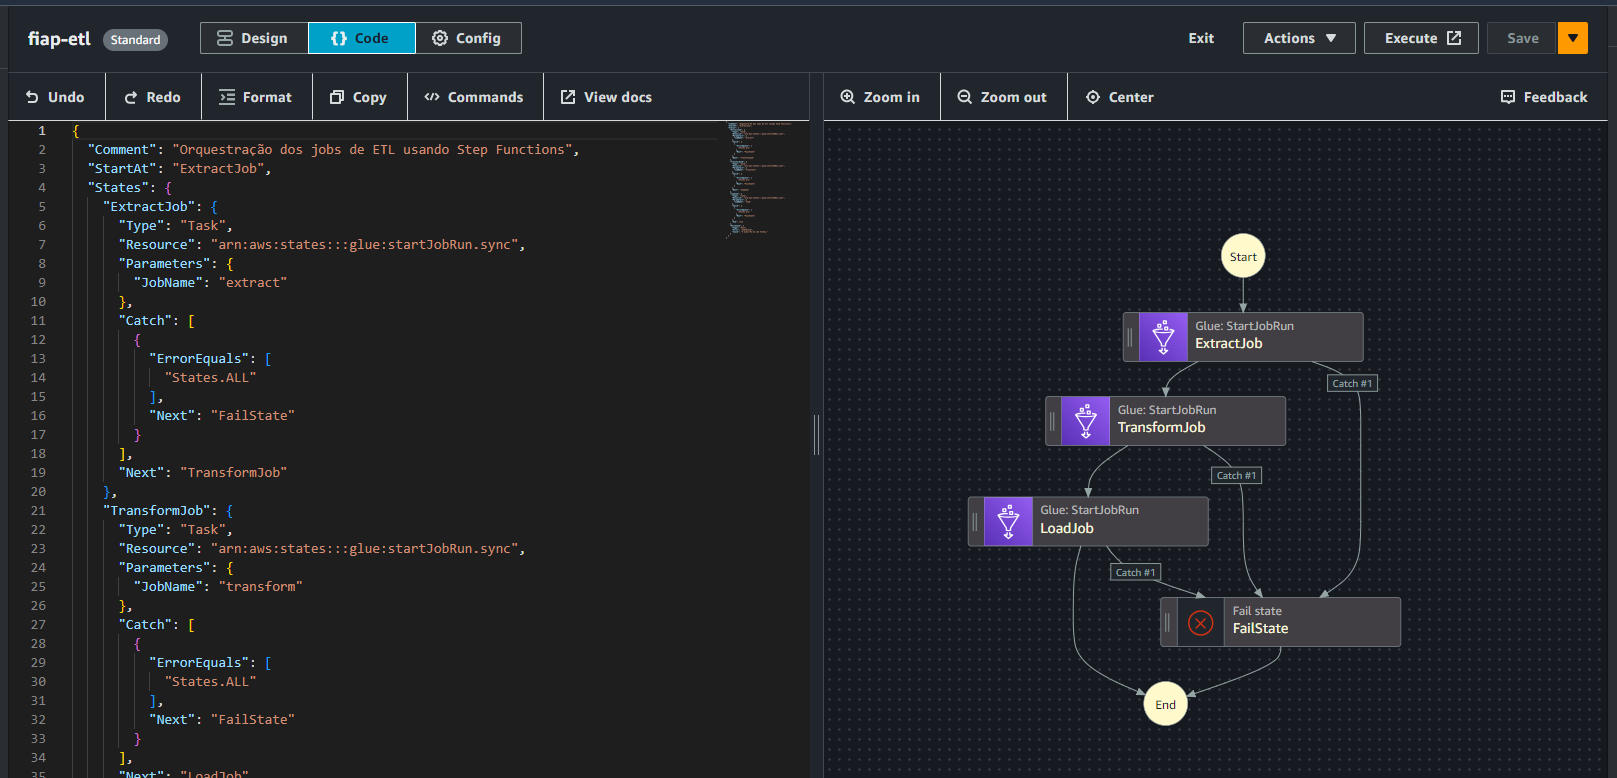 fiap-etl Standard Design {} Code Config Exit Actions Execute Save
Undo Redo Format Copy Commands View docs Zoom in Zoom out Center Feedback
1 {
2 "Comment": "Orquestração dos jobs de ETL usando Step Functions",
3 "StartAt": "ExtractJob",
4 "States": {
5 "ExtractJob": {
6 "Type": "Task",
7 "Resource": "arn:aws:states:::glue:startJobRun.sync",
8 "Parameters": {
9 "JobName": "extract"
10 },
11 "Catch": [
12 {
13 "ErrorEquals": [
14 "States.ALL"
15 ],
16 "Next": "FailState"
17 }
18 ],
19 "Next": "TransformJob"
20 },
21 "TransformJob": {
22 "Type": "Task",
23 "Resource": "arn:aws:states:::glue:startJobRun.sync",
24 "Parameters": {
25 "JobName": "transform"
26 },
27 "Catch": [
28 {
29 "ErrorEquals": [
30 "States.ALL"
31 ],
32 "Next": "FailState"
33 }
34 ],
35 "Next": "LoadJob"
Start
Glue: StartJobRun
ExtractJob
Catch #1
Glue: StartJobRun
TransformJob
Catch #1
Glue: StartJobRun
LoadJob
Catch #1
Fail state
FailState
End